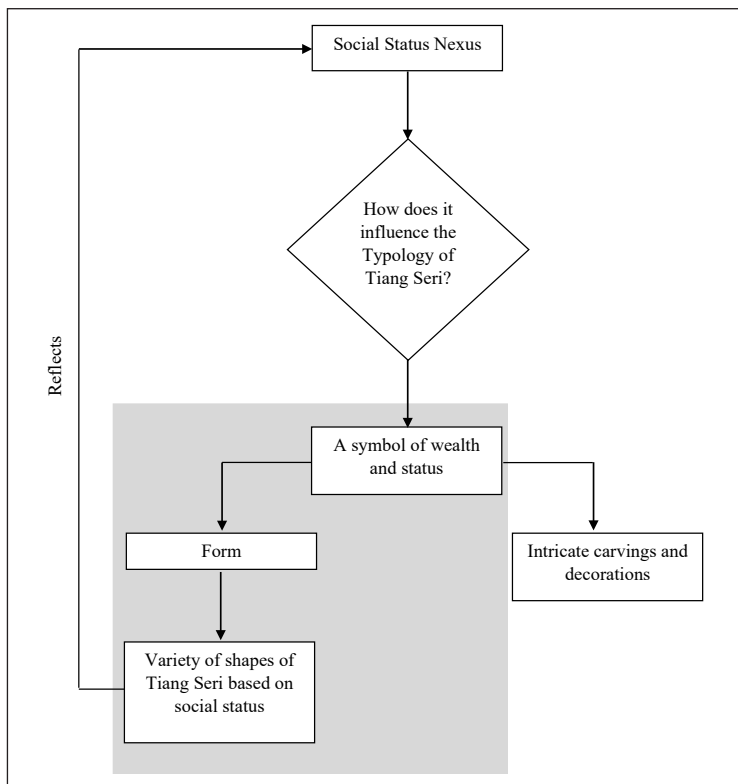 Social Status Nexus
How does it
influence the
Typology of
Tiang Seri?
Reflects
A symbol of wealth
and status
Form
Intricate carvings and
decorations
Variety of shapes of
Tiang Seri based on
social status